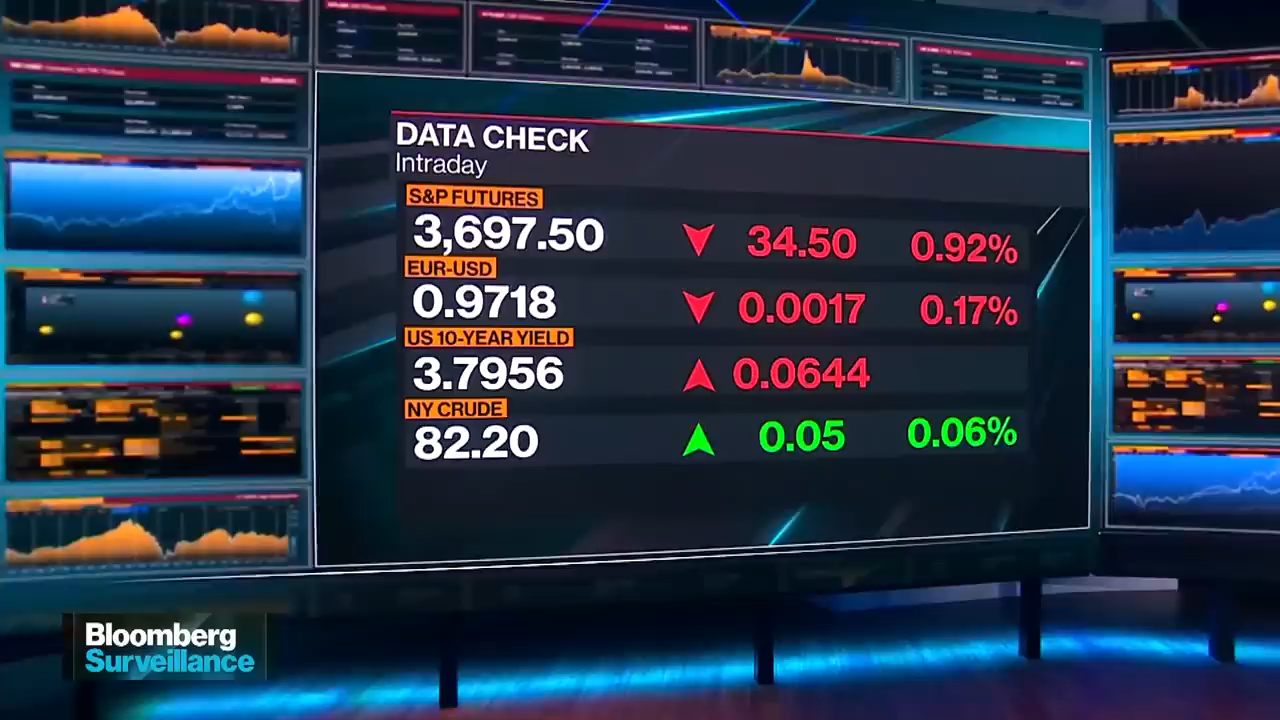 DATA CHECK
Intraday
S&P FUTURES
3,697.50 34.50 0.92%
EUR-USD
0.9718 0.0017 0.17%
US 10-YEAR YIELD
3.7956 0.0644
NY CRUDE
82.20 0.05 0.06%
Bloomberg
Surveillance